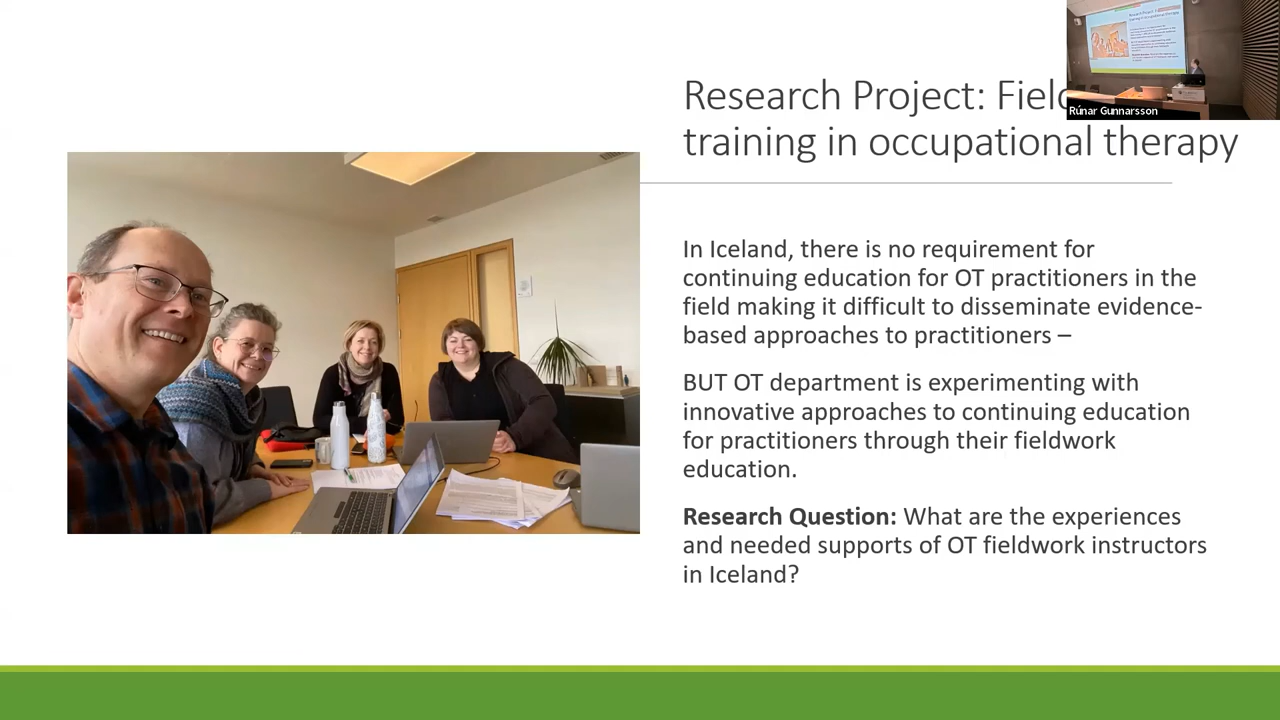 Research Project: Field
training in occupational therapy
Rúnar Gunnarsson
In Iceland, there is no requirement for
continuing education for OT practitioners in the
field making it difficult to disseminate evidence-
based approaches to practitioners –
BUT OT department is experimenting with
innovative approaches to continuing education
for practitioners through their fieldwork
education.
Research Question: What are the experiences
and needed supports of OT fieldwork instructors
in Iceland?